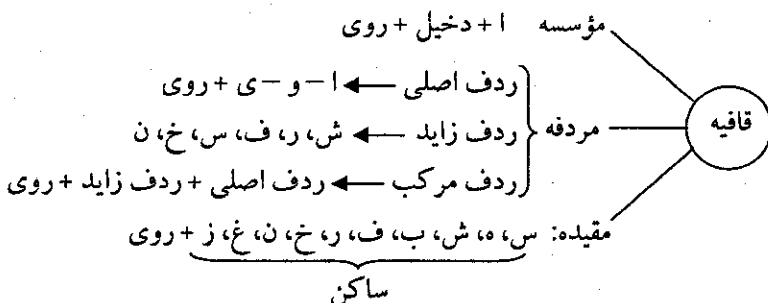 مؤسسه ا + دخیل + روی
ردف اصلی ← ا – و – ی + روی
قافیه مردفه ردف زاید ← ش، ر، ف، س، خ، ن
ردف مرکب ← ردف اصلی + ردف زاید + روی
مقیده: س، ه، ش، ب، ف، ر، خ، ن، غ، ز + روی
ساکن